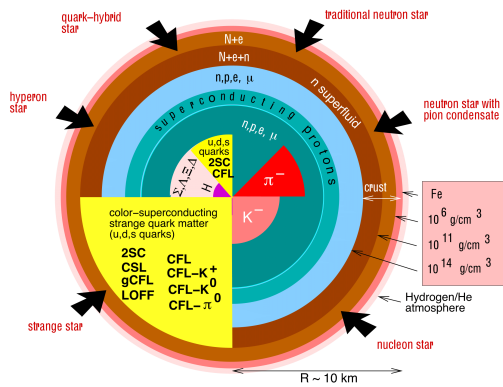 quark-hybrid
star
traditional neutron star
N+e
N+e+n
n,p,e, μ
n superfluid
superconducting protons
hyperon
star
neutron star with
pion condensate
n,p,e, μ
u,d,s
quarks
2SC
CFL
Σ,Λ,Ξ,Δ
H
π⁻
K⁻
crust
Fe
10⁶ g/cm³
10¹¹ g/cm³
10¹⁴ g/cm³
color-superconducting
strange quark matter
(u,d,s quarks)
2SC
CSL
gCFL
LOFF
CFL
CFL-K⁺
CFL-K⁰
CFL-π⁰
Hydrogen/He
atmosphere
strange star
nucleon star
R ~ 10 km